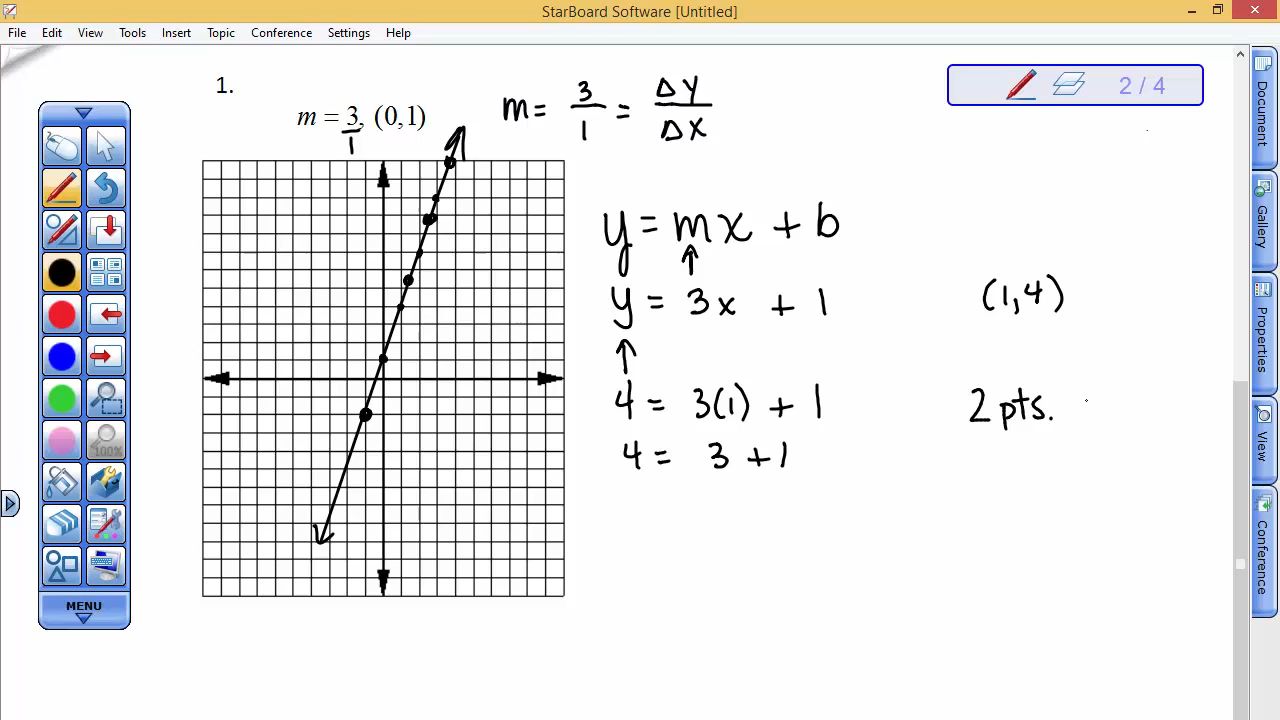 StarBoard Software [Untitled]
File Edit View Tools Insert Topic Conference Settings Help
1.
m = 3, (0,1)
1
m = 3/1 = ΔY/ΔX
2 / 4
y = mx + b
y = 3x + 1
(1,4)
4 = 3(1) + 1
2 pts.
4 = 3 + 1
100%
MENU
Document
Gallery
Properties
View
Conference